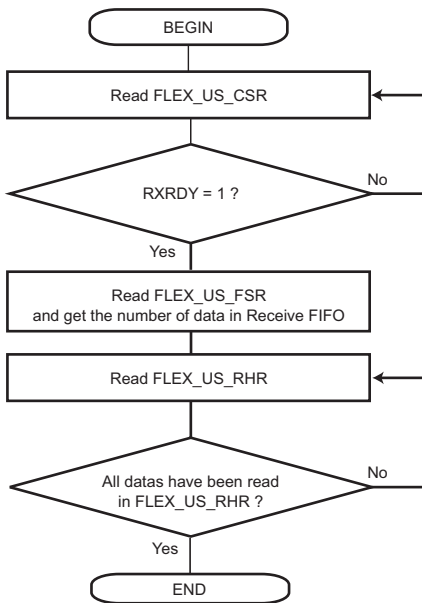 BEGIN
Read FLEX_US_CSR
RXRDY = 1 ?
No
Yes
Read FLEX_US_FSR
and get the number of data in Receive FIFO
Read FLEX_US_RHR
All datas have been read
in FLEX_US_RHR ?
No
Yes
END